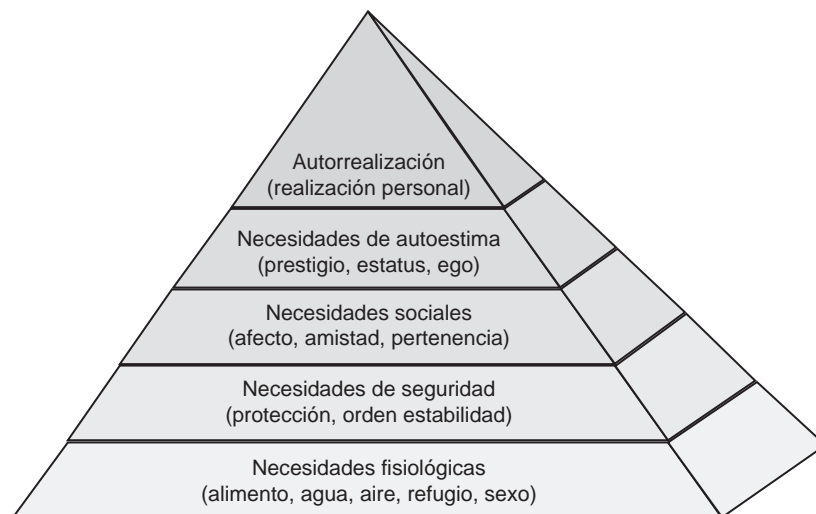 Autorrealización
(realización personal)
Necesidades de autoestima
(prestigio, estatus, ego)
Necesidades sociales
(afecto, amistad, pertenencia)
Necesidades de seguridad
(protección, orden estabilidad)
Necesidades fisiológicas
(alimento, agua, aire, refugio, sexo)